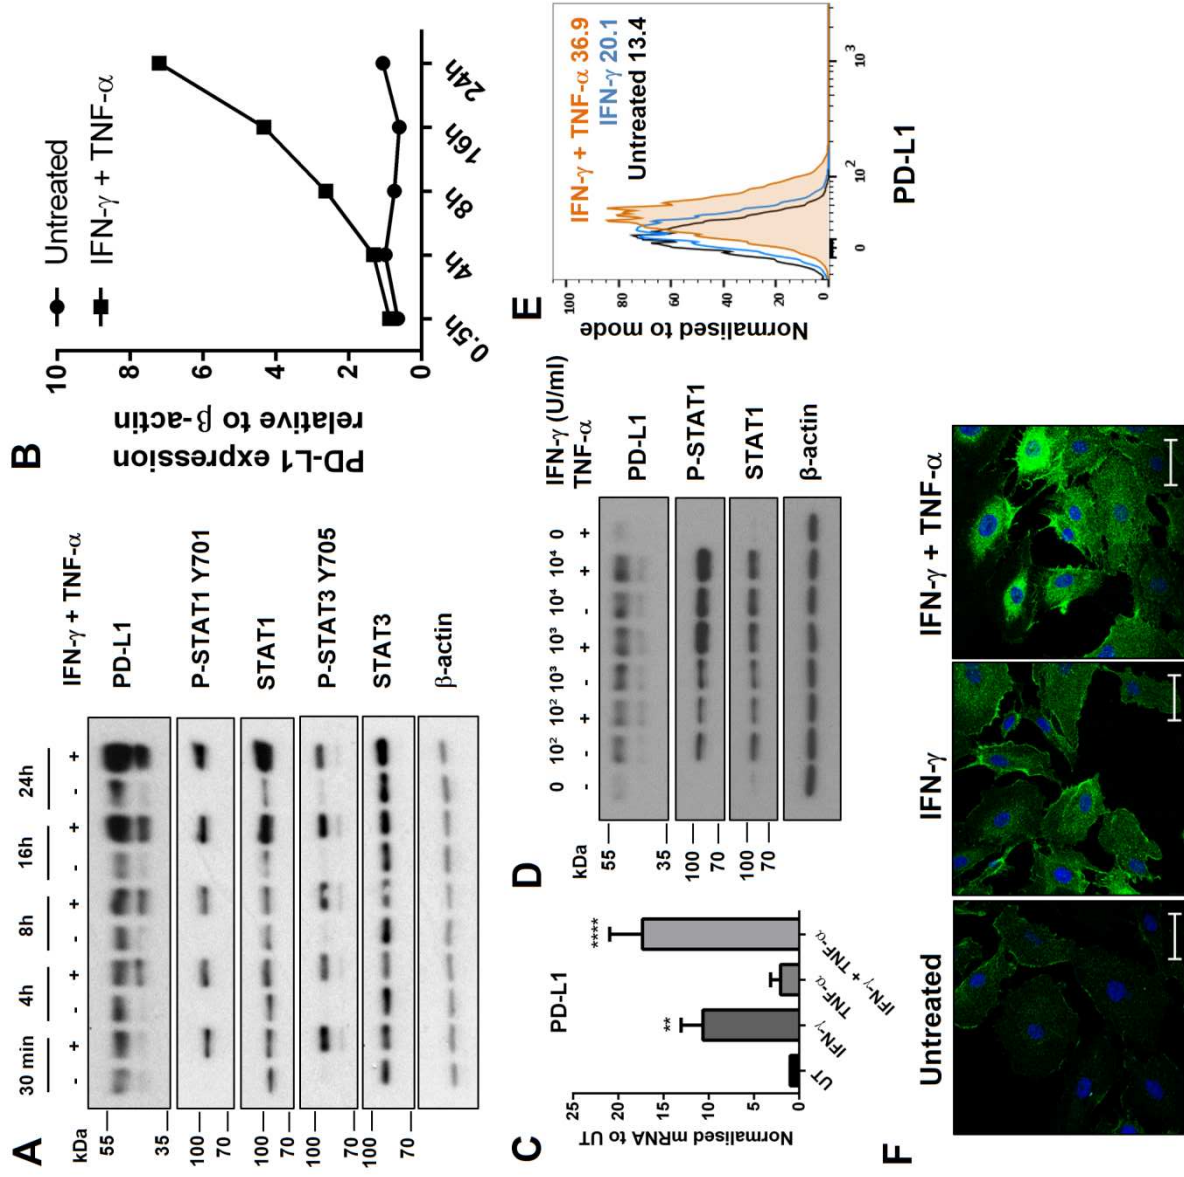 A
30 min 4h 8h 16h 24h
- + - + - + - + - + IFN-γ + TNF-α
kDa
55
35
PD-L1
100
70
P-STAT1 Y701
100
70
STAT1
100
70
P-STAT3 Y705
100
70
STAT3
β-actin
B
Untreated
IFN-γ + TNF-α
PD-L1 expression
relative to β-actin
10
8
6
4
2
0
0.5h 4h 8h 16h 24h
C
PD-L1
Normalised mRNA to UT
25
20
15
10
5
0
**
****
UT
IFN-γ
TNF-α
IFN-γ + TNF-α
D
0 10² 10² 10³ 10³ 10⁴ 10⁴ 0 IFN-γ (U/ml)
- - + - + - + + TNF-α
kDa
55
35
PD-L1
100
70
P-STAT1
100
70
STAT1
β-actin
E
IFN-γ + TNF-α 36.9
IFN-γ 20.1
Untreated 13.4
Normalised to mode
100
80
60
40
20
0
0 10² 10³
PD-L1
F
Untreated IFN-γ IFN-γ + TNF-α